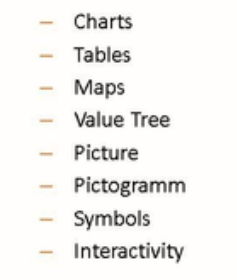 – Charts
– Tables
– Maps
– Value Tree
– Picture
– Pictogramm
– Symbols
– Interactivity